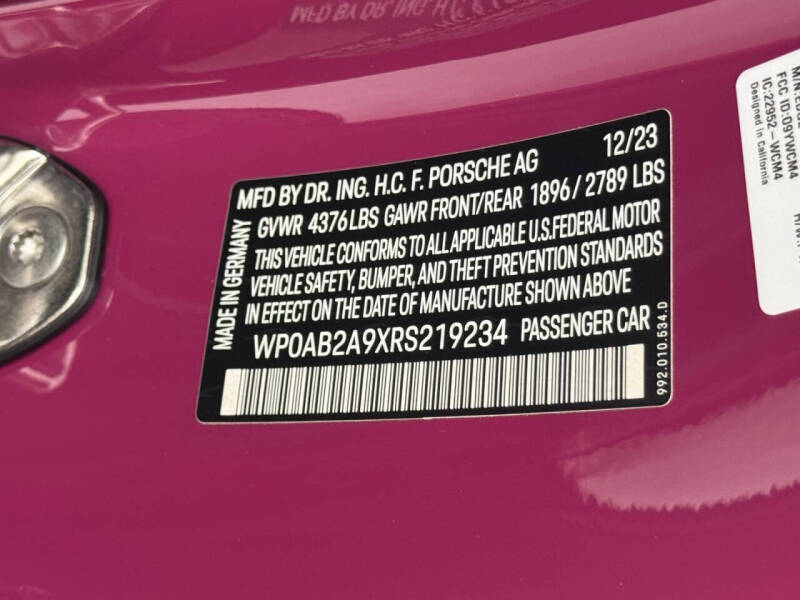 MFD BY DR. ING. H.C. F. PORSCHE AG 12/23
GVWR 4376 LBS GAWR FRONT/REAR 1896 / 2789 LBS
THIS VEHICLE CONFORMS TO ALL APPLICABLE U.S.FEDERAL MOTOR
VEHICLE SAFETY, BUMPER, AND THEFT PREVENTION STANDARDS
IN EFFECT ON THE DATE OF MANUFACTURE SHOWN ABOVE
WP0AB2A9XRS219234 PASSENGER CAR
MADE IN GERMANY
992.010.534.D
FCC ID:O9YWCM4
IC:22952-WCM4
Designed in California